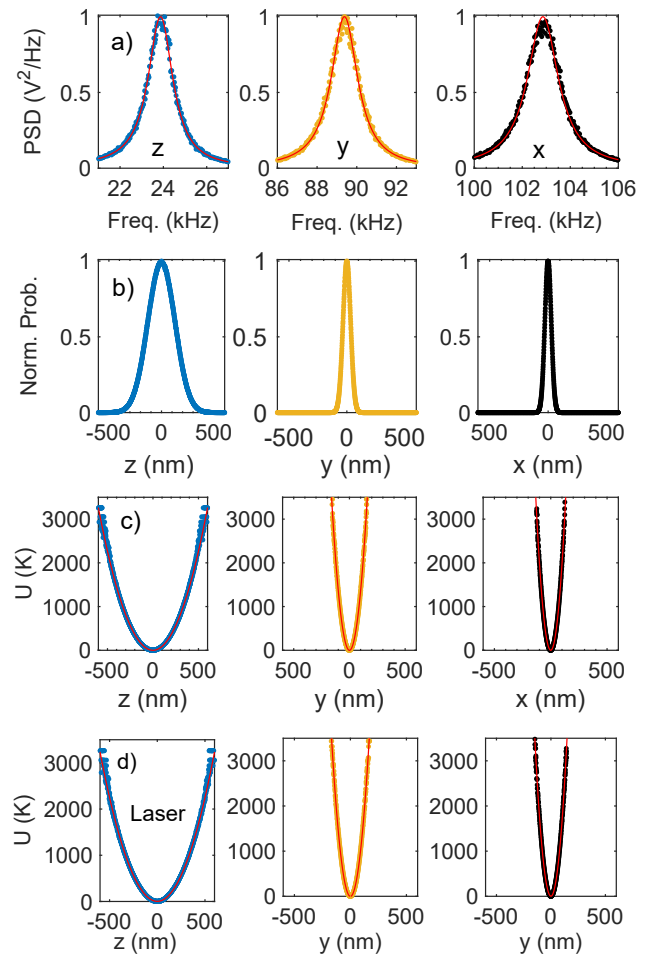 a)
PSD (V²/Hz)
1
0.5
0
z
22 24 26
Freq. (kHz)
1
0.5
0
y
86 88 90 92
Freq. (kHz)
1
0.5
0
x
100 102 104 106
Freq. (kHz)
b)
Norm. Prob.
1
0.5
0
-500 0 500
z (nm)
1
0.5
0
-500 0 500
y (nm)
1
0.5
0
-500 0 500
x (nm)
c)
U (K)
3000
2000
1000
0
-500 0 500
z (nm)
3000
2000
1000
0
-500 0 500
y (nm)
3000
2000
1000
0
-500 0 500
x (nm)
d)
U (K)
3000
2000
1000
0
Laser
-500 0 500
z (nm)
3000
2000
1000
0
-500 0 500
y (nm)
3000
2000
1000
0
-500 0 500
y (nm)